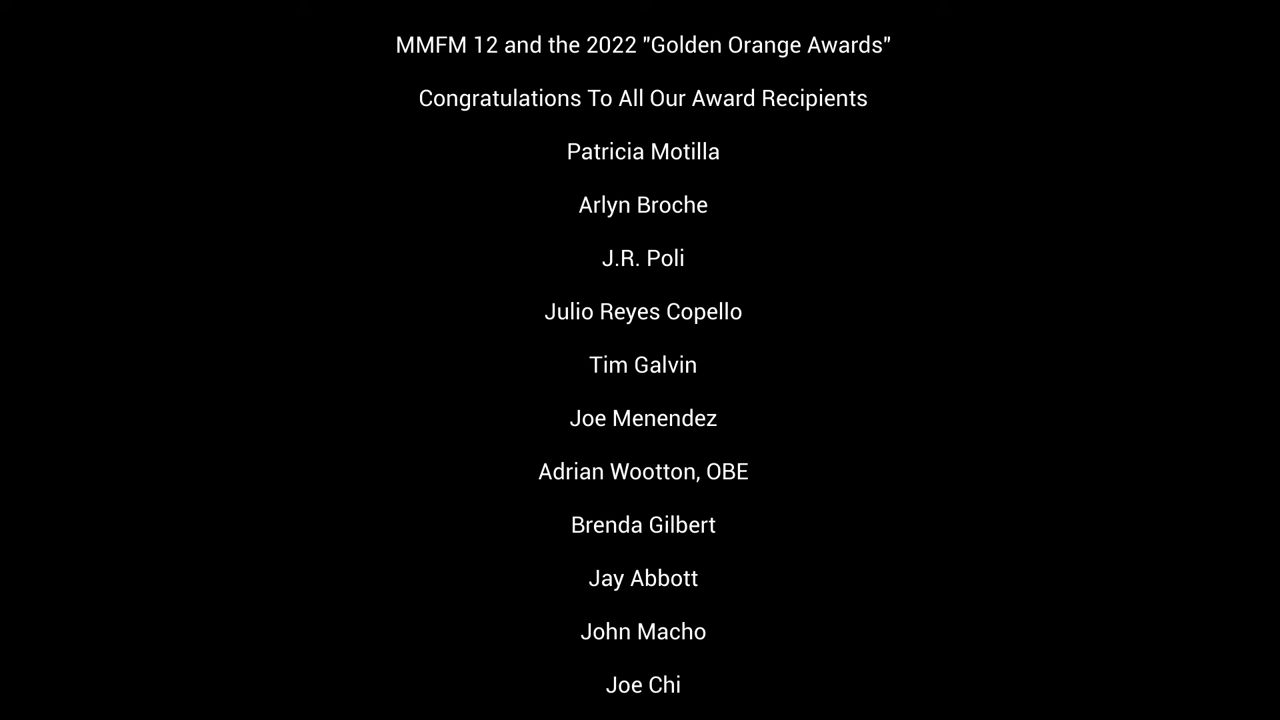 MMFM 12 and the 2022 "Golden Orange Awards"
Congratulations To All Our Award Recipients
Patricia Motilla
Arlyn Broche
J.R. Poli
Julio Reyes Copello
Tim Galvin
Joe Menendez
Adrian Wootton, OBE
Brenda Gilbert
Jay Abbott
John Macho
Joe Chi